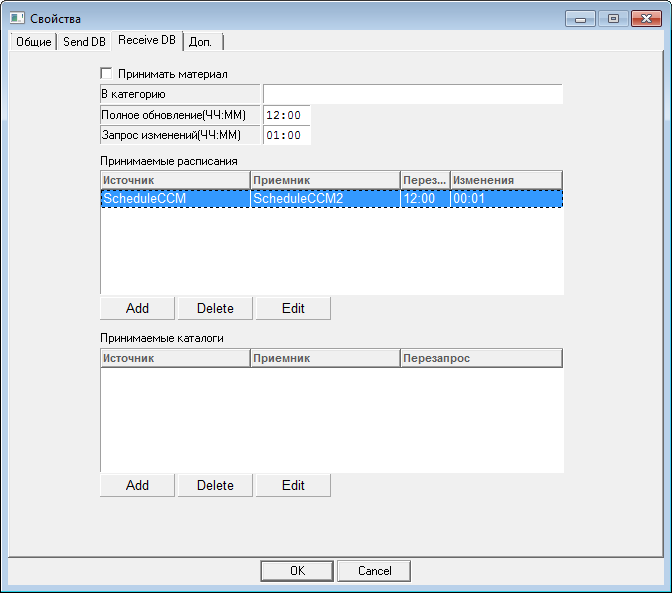 Свойства
Общие Send DB Receive DB Доп.
Принимать материал
В категорию
Полное обновление(ЧЧ:ММ) 12:00
Запрос изменений(ЧЧ:ММ) 01:00
Принимаемые расписания
Источник Приемник Перез... Изменения
ScheduleCCM ScheduleCCM2 12:00 00:01
Add Delete Edit
Принимаемые каталоги
Источник Приемник Перезапрос
Add Delete Edit
OK Cancel